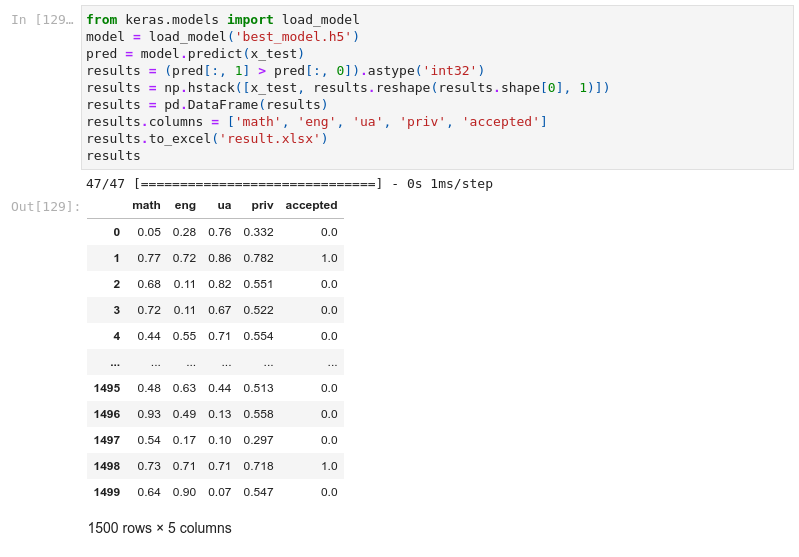 In [129…
from keras.models import load_model
model = load_model('best_model.h5')
pred = model.predict(x_test)
results = (pred[:, 1] > pred[:, 0]).astype('int32')
results = np.hstack([x_test, results.reshape(results.shape[0], 1)])
results = pd.DataFrame(results)
results.columns = ['math', 'eng', 'ua', 'priv', 'accepted']
results.to_excel('result.xlsx')
results
47/47 [==============================] - 0s 1ms/step
Out[129]:
math eng ua priv accepted
0 0.05 0.28 0.76 0.332 0.0
1 0.77 0.72 0.86 0.782 1.0
2 0.68 0.11 0.82 0.551 0.0
3 0.72 0.11 0.67 0.522 0.0
4 0.44 0.55 0.71 0.554 0.0
... ... ... ... ... ...
1495 0.48 0.63 0.44 0.513 0.0
1496 0.93 0.49 0.13 0.558 0.0
1497 0.54 0.17 0.10 0.297 0.0
1498 0.73 0.71 0.71 0.718 1.0
1499 0.64 0.90 0.07 0.547 0.0
1500 rows × 5 columns